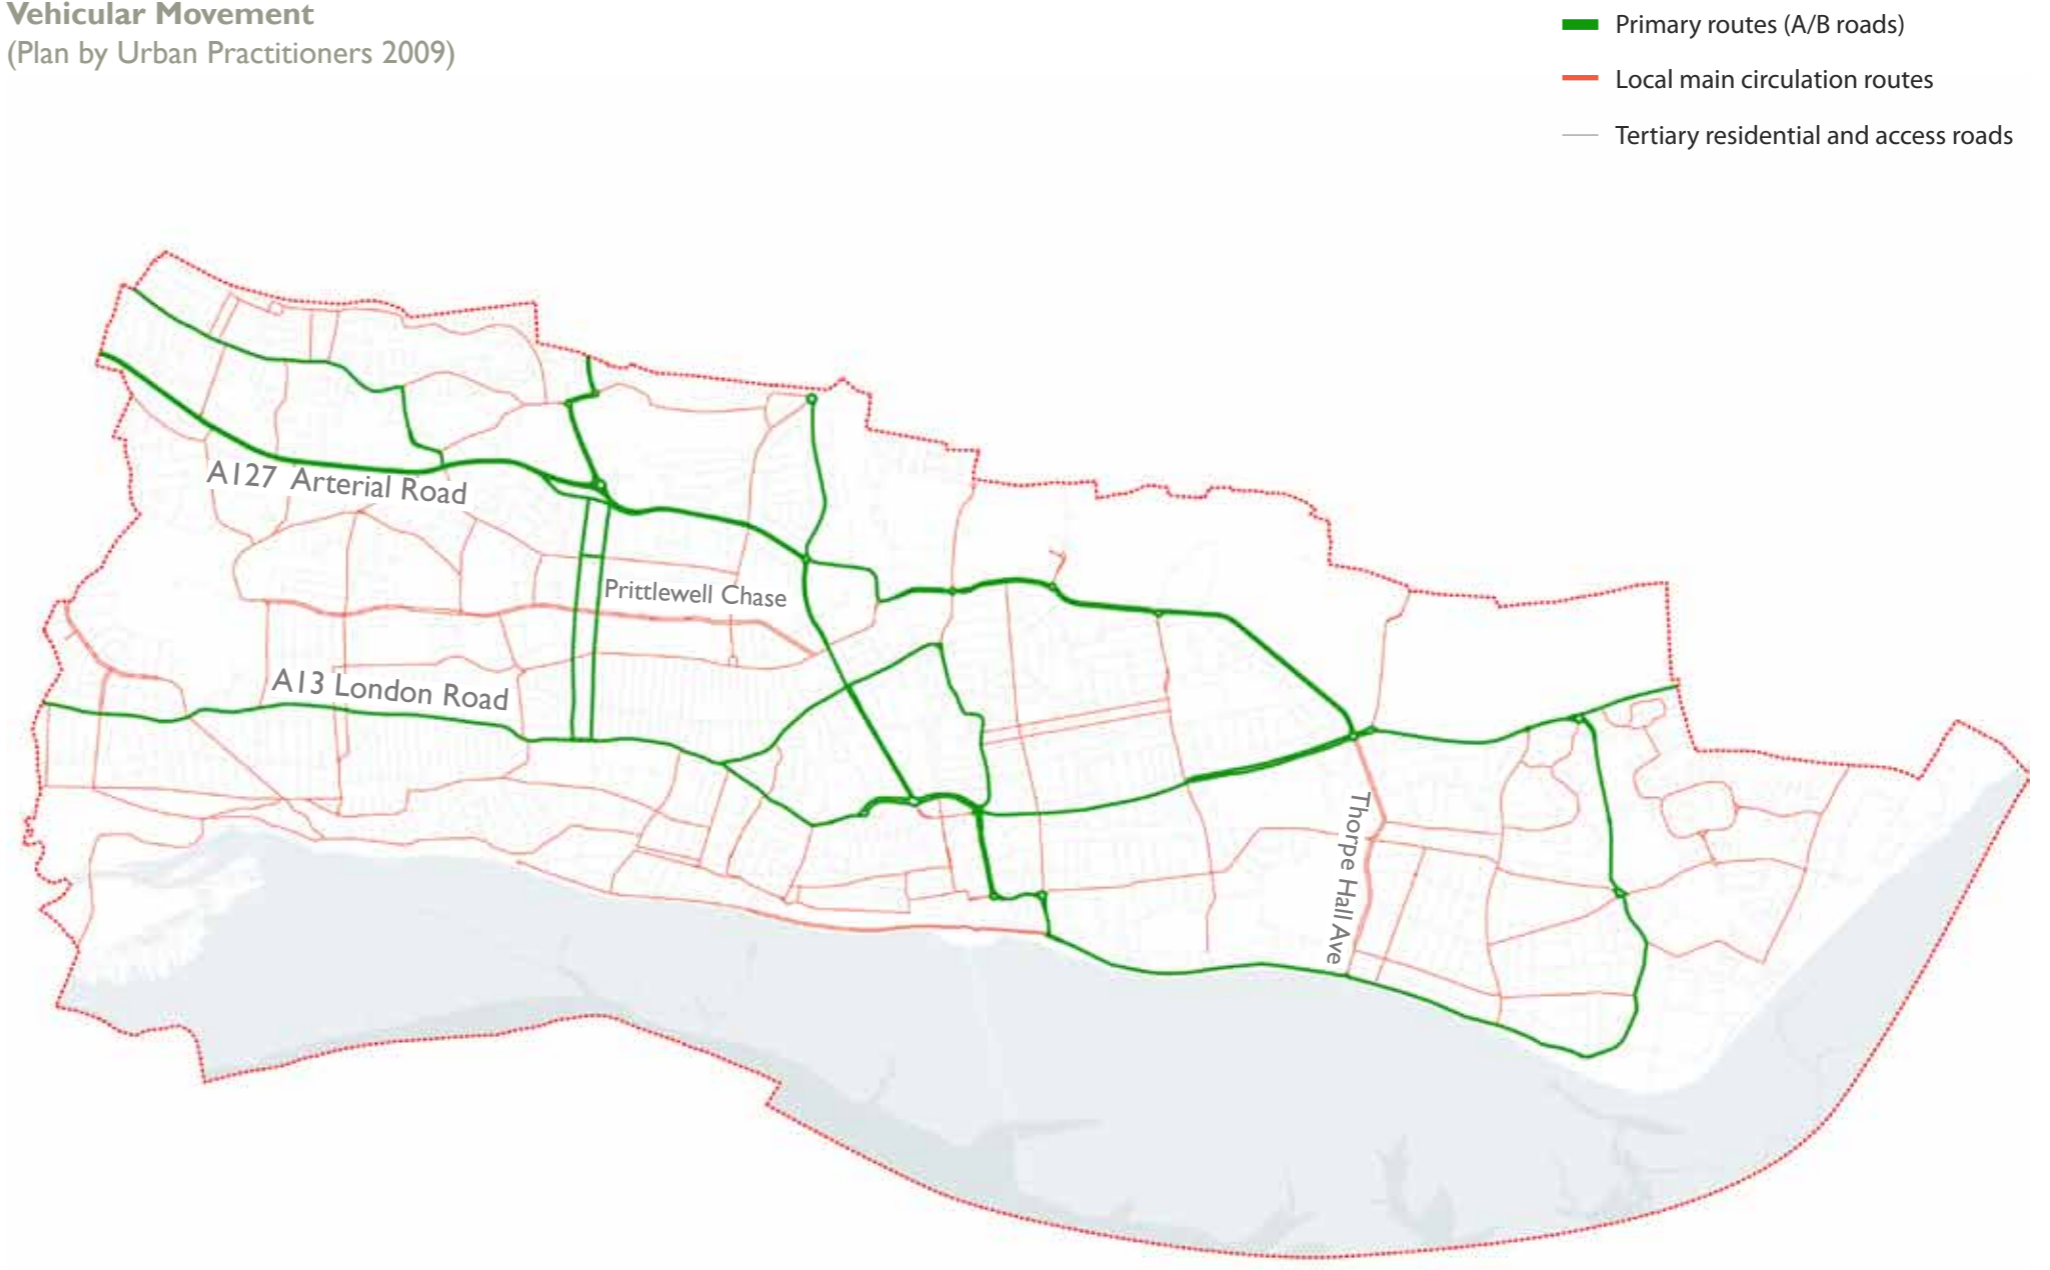 Vehicular Movement
(Plan by Urban Practitioners 2009)
Primary routes (A/B roads)
Local main circulation routes
Tertiary residential and access roads
A127 Arterial Road
Prittlewell Chase
A13 London Road
Thorpe Hall Ave